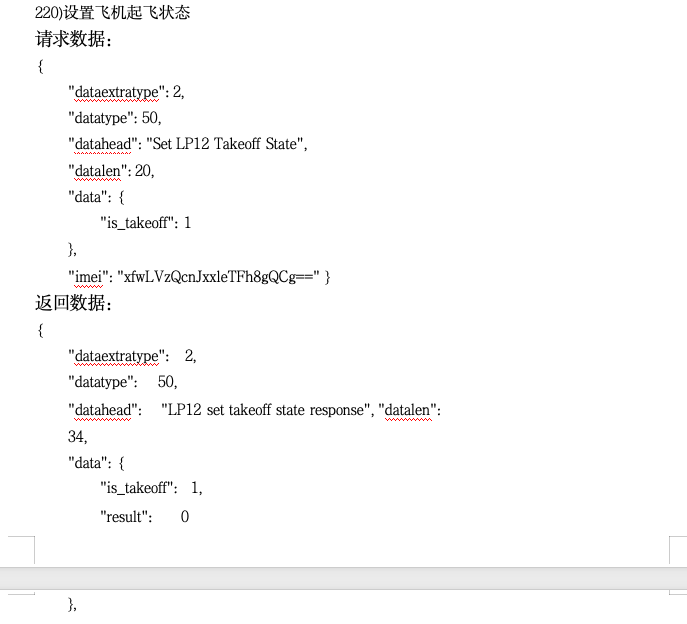 220)设置飞机起飞状态
请求数据：
{
"dataextratype": 2,
"datatype": 50,
"datahead": "Set LP12 Takeoff State",
"datalen": 20,
"data": {
"is_takeoff": 1
},
"imei": "xfwLVzQcnJxxleTFh8gQCg==" }
返回数据：
{
"dataextratype": 2,
"datatype": 50,
"datahead": "LP12 set takeoff state response", "datalen":
34,
"data": {
"is_takeoff": 1,
"result": 0
},